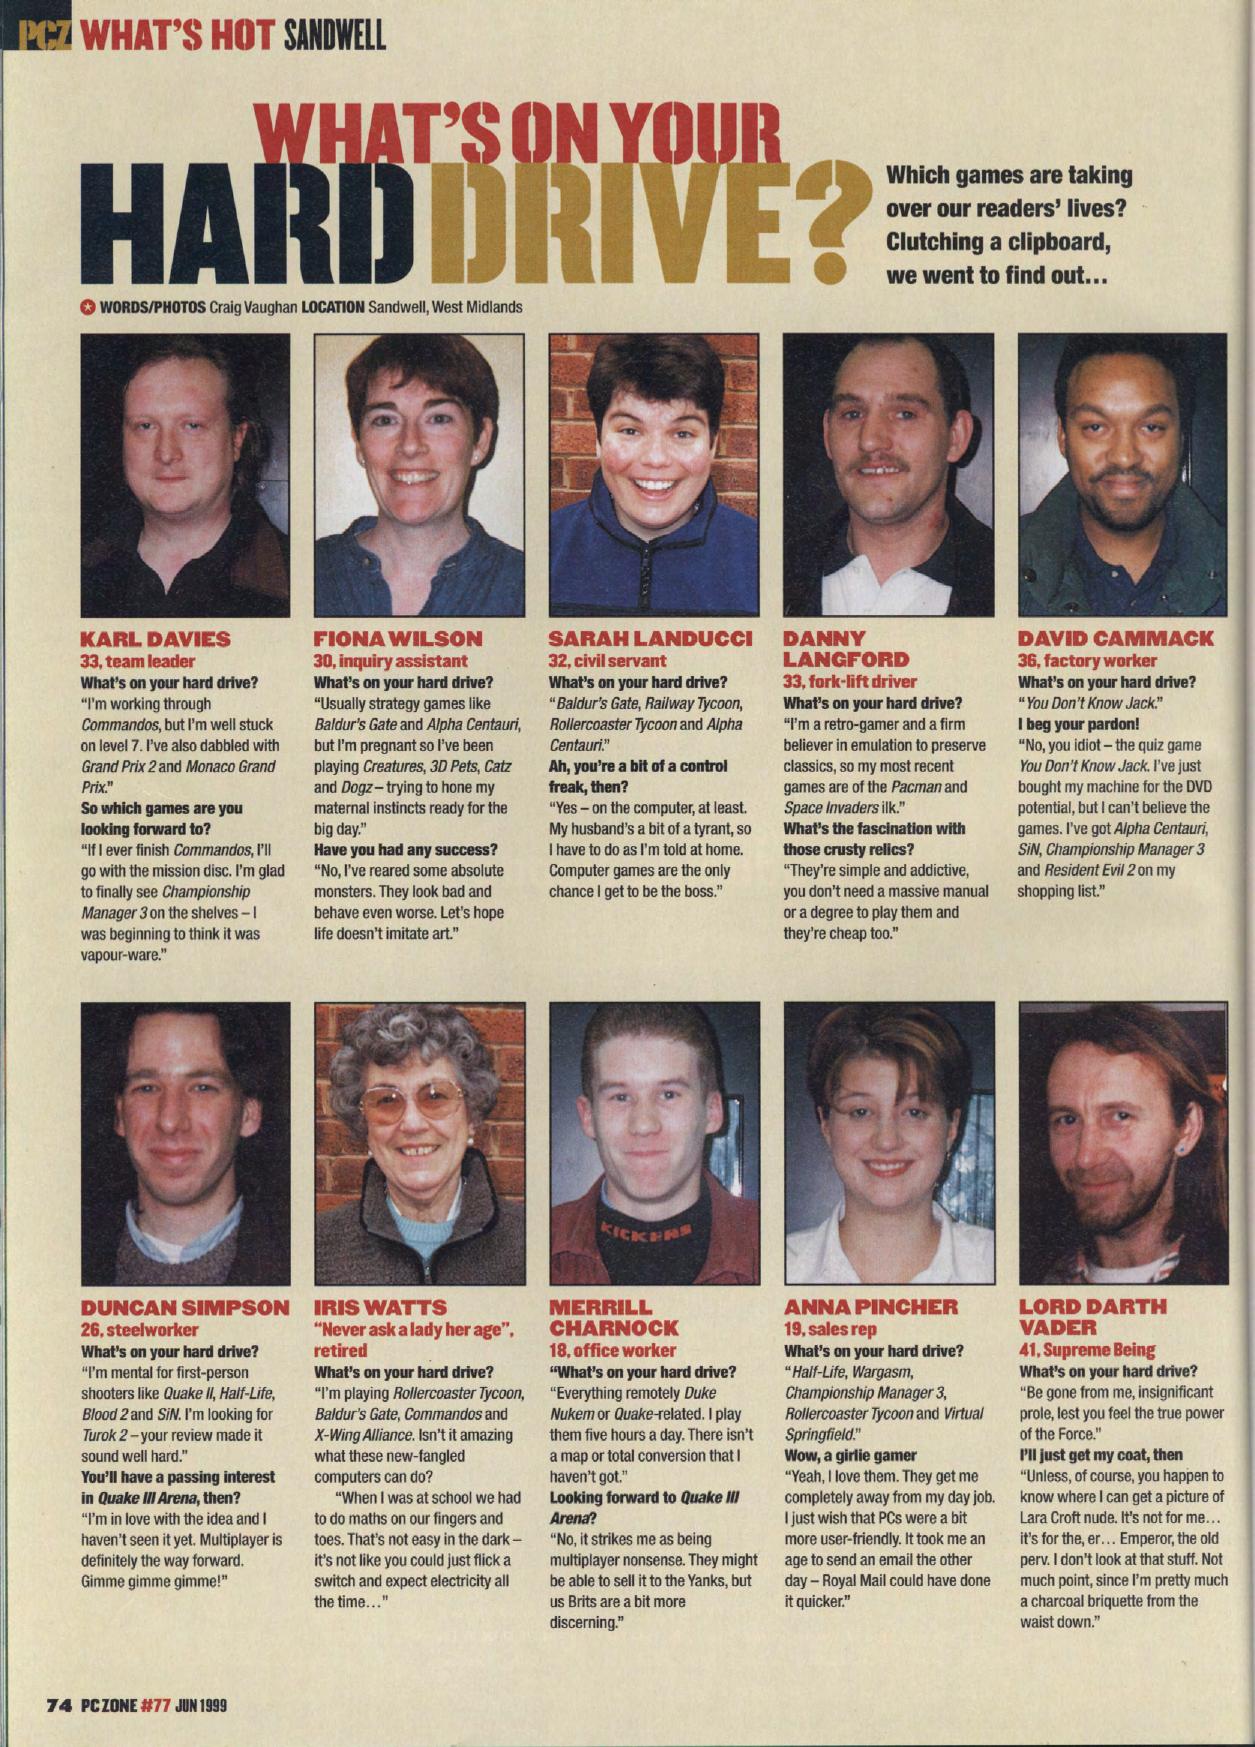 PCZ WHAT'S HOT SANDWELL
WHAT'S ON YOUR
HARD DRIVE?
Which games are taking
over our readers' lives?
Clutching a clipboard,
we went to find out...
WORDS/PHOTOS Craig Vaughan LOCATION Sandwell, West Midlands
KARL DAVIES
33, team leader
What's on your hard drive?
"I'm working through
Commandos, but I'm well stuck
on level 7. I've also dabbled with
Grand Prix 2 and Monaco Grand
Prix."
So which games are you
looking forward to?
"If I ever finish Commandos, I'll
go with the mission disc. I'm glad
to finally see Championship
Manager 3 on the shelves – I
was beginning to think it was
vapour-ware."
FIONA WILSON
30, inquiry assistant
What's on your hard drive?
"Usually strategy games like
Baldur's Gate and Alpha Centauri,
but I'm pregnant so I've been
playing Creatures, 3D Pets, Catz
and Dogz – trying to hone my
maternal instincts ready for the
big day."
Have you had any success?
"No, I've reared some absolute
monsters. They look bad and
behave even worse. Let's hope
life doesn't imitate art."
SARAH LANDUCCI
32, civil servant
What's on your hard drive?
"Baldur's Gate, Railway Tycoon,
Rollercoaster Tycoon and Alpha
Centauri."
Ah, you're a bit of a control
freak, then?
"Yes – on the computer, at least.
My husband's a bit of a tyrant, so
I have to do as I'm told at home.
Computer games are the only
chance I get to be the boss."
DANNY
LANGFORD
33, fork-lift driver
What's on your hard drive?
"I'm a retro-gamer and a firm
believer in emulation to preserve
classics, so my most recent
games are of the Pacman and
Space Invaders ilk."
What's the fascination with
those crusty relics?
"They're simple and addictive,
you don't need a massive manual
or a degree to play them and
they're cheap too."
DAVID CAMMACK
36, factory worker
What's on your hard drive?
"You Don't Know Jack."
I beg your pardon!
"No, you idiot – the quiz game
You Don't Know Jack. I've just
bought my machine for the DVD
potential, but I can't believe the
games. I've got Alpha Centauri,
SiN, Championship Manager 3
and Resident Evil 2 on my
shopping list."
DUNCAN SIMPSON
26, steelworker
What's on your hard drive?
"I'm mental for first-person
shooters like Quake II, Half-Life,
Blood 2 and SiN. I'm looking for
Turok 2 – your review made it
sound well hard."
You'll have a passing interest
in Quake III Arena, then?
"I'm in love with the idea and I
haven't seen it yet. Multiplayer is
definitely the way forward.
Gimme gimme gimme!"
IRIS WATTS
"Never ask a lady her age",
retired
What's on your hard drive?
"I'm playing Rollercoaster Tycoon,
Baldur's Gate, Commandos and
X-Wing Alliance. Isn't it amazing
what these new-fangled
computers can do?
"When I was at school we had
to do maths on our fingers and
toes. That's not easy in the dark –
it's not like you could just flick a
switch and expect electricity all
the time..."
KICKERS
MERRILL
CHARNOCK
18, office worker
"What's on your hard drive?
"Everything remotely Duke
Nukem or Quake-related. I play
them five hours a day. There isn't
a map or total conversion that I
haven't got."
Looking forward to Quake III
Arena?
"No, it strikes me as being
multiplayer nonsense. They might
be able to sell it to the Yanks, but
us Brits are a bit more
discerning."
ANNA PINCHER
19, sales rep
What's on your hard drive?
"Half-Life, Wargasm,
Championship Manager 3,
Rollercoaster Tycoon and Virtual
Springfield."
Wow, a girlie gamer
"Yeah, I love them. They get me
completely away from my day job.
I just wish that PCs were a bit
more user-friendly. It took me an
age to send an email the other
day – Royal Mail could have done
it quicker."
LORD DARTH
VADER
41, Supreme Being
What's on your hard drive?
"Be gone from me, insignificant
prole, lest you feel the true power
of the Force."
I'll just get my coat, then
"Unless, of course, you happen to
know where I can get a picture of
Lara Croft nude. It's not for me...
it's for the, er... Emperor, the old
perv. I don't look at that stuff. Not
much point, since I'm pretty much
a charcoal briquette from the
waist down."
74 PC ZONE #77 JUN 1999